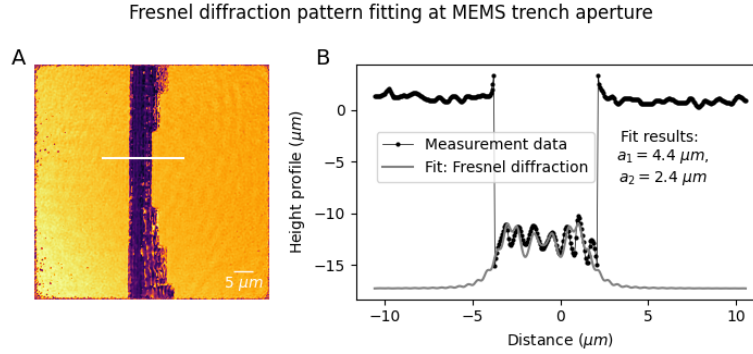 Fresnel diffraction pattern fitting at MEMS trench aperture
A
5 μm
B
Height profile (μm)
0
−5
−10
−15
Measurement data
Fit: Fresnel diffraction
Fit results:
a₁ = 4.4 μm,
a₂ = 2.4 μm
−10
−5
0
5
10
Distance (μm)